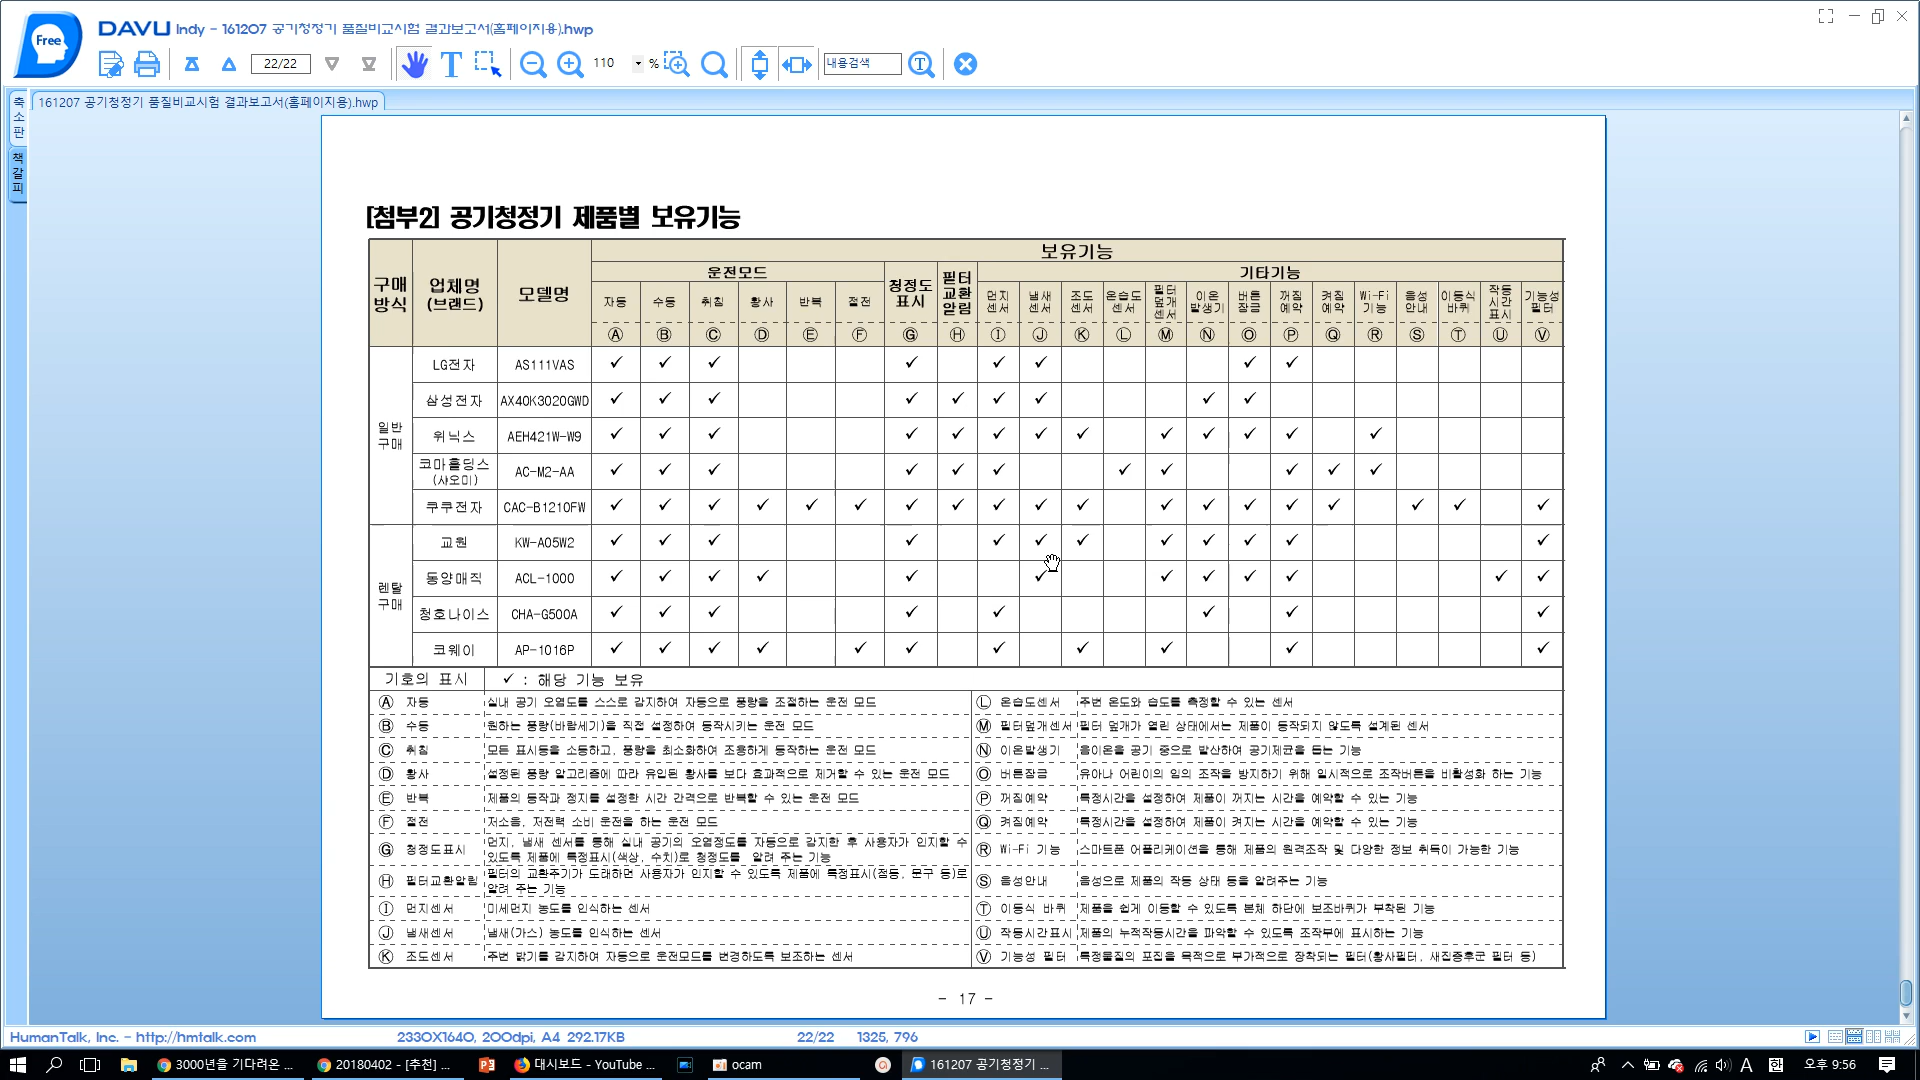 Free
DAVU Indy - 161207 공기청정기 품질비교시험 결과보고서(홈페이지용).hwp
22/22
T
110
%
내용검색
161207 공기청정기 품질비교시험 결과보고서(홈페이지용).hwp
축소판
책갈피
[첨부2] 공기청정기 제품별 보유기능
구매방식 업체명(브랜드) 모델명 보유기능
운전모드 청정도표시 필터교환알림 기타기능
자동 수동 취침 황사 반복 절전 먼지센서 냄새센서 조도센서 온습도센서 필터덮개센서 이온발생기 버튼잠금 꺼짐예약 켜짐예약 Wi-Fi기능 음성안내 이동식바퀴 작동시간표시 기능성필터
Ⓐ Ⓑ Ⓒ Ⓓ Ⓔ Ⓕ Ⓖ Ⓗ Ⓘ Ⓙ Ⓚ Ⓛ Ⓜ Ⓝ Ⓞ Ⓟ Ⓠ Ⓡ Ⓢ Ⓣ Ⓤ Ⓥ
일반구매
LG전자 AS111VAS ✓ ✓ ✓ ✓ ✓ ✓ ✓ ✓
삼성전자 AX40K3020GWD ✓ ✓ ✓ ✓ ✓ ✓ ✓ ✓ ✓
위닉스 AEH421W-W9 ✓ ✓ ✓ ✓ ✓ ✓ ✓ ✓ ✓ ✓ ✓ ✓ ✓
코마홀딩스(샤오미) AC-M2-AA ✓ ✓ ✓ ✓ ✓ ✓ ✓ ✓ ✓ ✓ ✓
쿠쿠전자 CAC-B1210FW ✓ ✓ ✓ ✓ ✓ ✓ ✓ ✓ ✓ ✓ ✓ ✓ ✓ ✓ ✓ ✓ ✓ ✓ ✓
렌탈구매
교원 KW-A05W2 ✓ ✓ ✓ ✓ ✓ ✓ ✓ ✓ ✓ ✓ ✓ ✓
동양매직 ACL-1000 ✓ ✓ ✓ ✓ ✓ ✓ ✓ ✓ ✓ ✓ ✓ ✓
청호나이스 CHA-G500A ✓ ✓ ✓ ✓ ✓ ✓ ✓ ✓
코웨이 AP-1016P ✓ ✓ ✓ ✓ ✓ ✓ ✓ ✓ ✓ ✓ ✓
기호의 표시 ✓ : 해당 기능 보유
Ⓐ 자동 실내 공기 오염도를 스스로 감지하여 자동으로 풍량을 조절하는 운전 모드
Ⓑ 수동 원하는 풍량(바람세기)을 직접 설정하여 동작시키는 운전 모드
Ⓒ 취침 모든 표시등을 소등하고, 풍량을 최소화하여 조용하게 동작하는 운전 모드
Ⓓ 황사 설정된 풍량 알고리즘에 따라 유입된 황사를 보다 효과적으로 제거할 수 있는 운전 모드
Ⓔ 반복 제품의 동작과 정지를 설정한 시간 간격으로 반복할 수 있는 운전 모드
Ⓕ 절전 저소음, 저전력 소비 운전을 하는 운전 모드
Ⓖ 청정도표시 먼지, 냄새 센서를 통해 실내 공기의 오염정도를 자동으로 감지한 후 사용자가 인지할 수
있도록 제품에 특정표시(색상, 수치)로 청정도를 알려 주는 기능
Ⓗ 필터교환알림 필터의 교환주기가 도래하면 사용자가 인지할 수 있도록 제품에 특정표시(점등, 문구 등)로
알려 주는 기능
Ⓘ 먼지센서 미세먼지 농도를 인식하는 센서
Ⓙ 냄새센서 냄새(가스) 농도를 인식하는 센서
Ⓚ 조도센서 주변 밝기를 감지하여 자동으로 운전모드를 변경하도록 보조하는 센서
Ⓛ 온습도센서 주변 온도와 습도를 측정할 수 있는 센서
Ⓜ 필터덮개센서 필터 덮개가 열린 상태에서는 제품이 동작되지 않도록 설계된 센서
Ⓝ 이온발생기 음이온을 공기 중으로 발산하여 공기제균을 돕는 기능
Ⓞ 버튼잠금 유아나 어린이의 임의 조작을 방지하기 위해 일시적으로 조작버튼을 비활성화 하는 기능
Ⓟ 꺼짐예약 특정시간을 설정하여 제품이 꺼지는 시간을 예약할 수 있는 기능
Ⓠ 켜짐예약 특정시간을 설정하여 제품이 켜지는 시간을 예약할 수 있는 기능
Ⓡ Wi-Fi 기능 스마트폰 어플리케이션을 통해 제품의 원격조작 및 다양한 정보 취득이 가능한 기능
Ⓢ 음성안내 음성으로 제품의 작동 상태 등을 알려주는 기능
Ⓣ 이동식 바퀴 제품을 쉽게 이동할 수 있도록 본체 하단에 보조바퀴가 부착된 기능
Ⓤ 작동시간표시 제품의 누적작동시간을 파악할 수 있도록 조작부에 표시하는 기능
Ⓥ 기능성 필터 특정물질의 포집을 목적으로 부가적으로 장착되는 필터(황사필터, 새집증후군 필터 등)
- 17 -
HumanTalk, Inc. - http://hmtalk.com 2330X1640, 200dpi, A4 292.17KB 22/22 1325, 796
3000년을 기다려온 ... 20180402 - [추천] ... 대시보드 - YouTube ... ocam 161207 공기청정기 ... A 한 오후 9:56